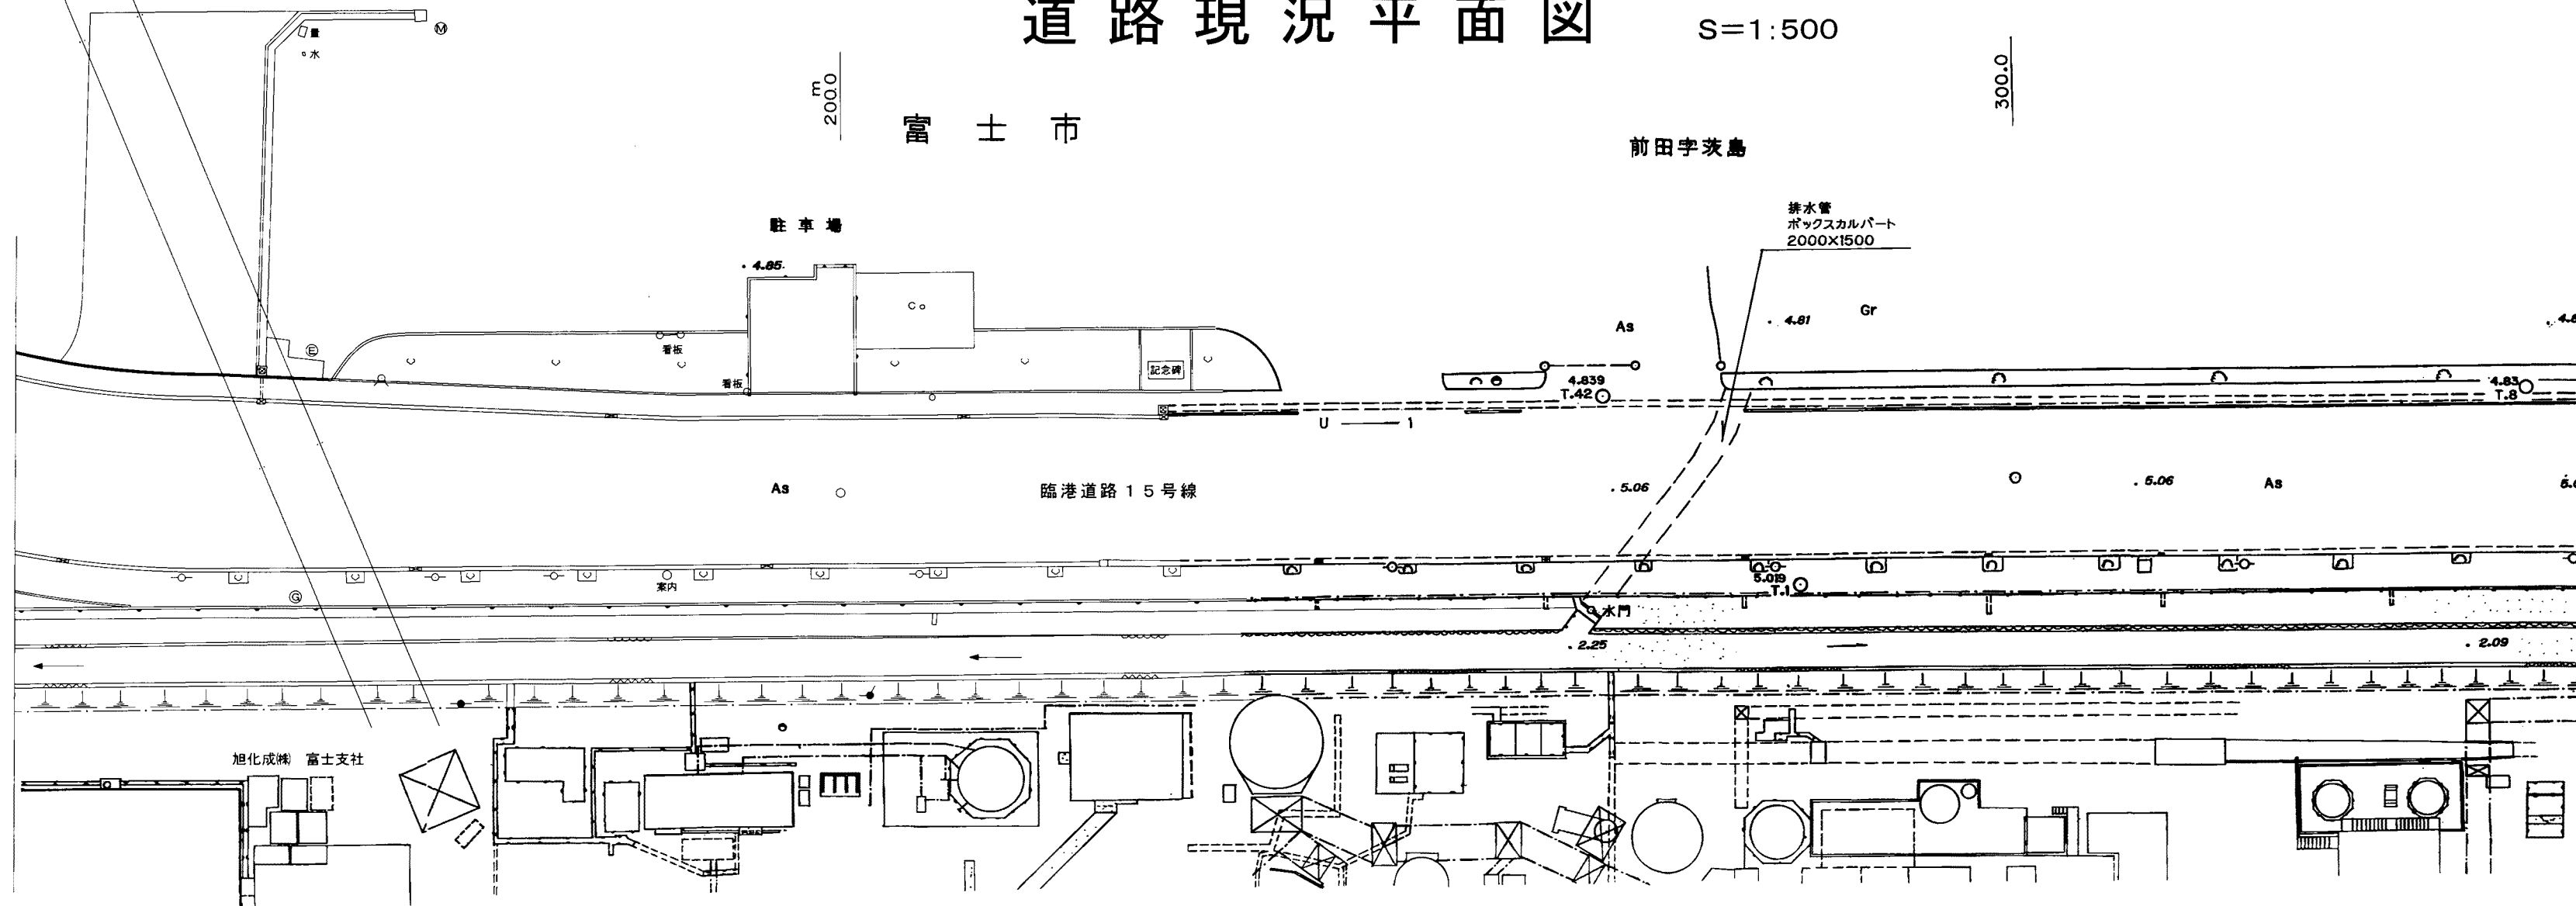 道路現況平面図 S=1:500
量
水
M
m
200.0
300.0
富士市
前田字茨島
駐車場
排水管
ボックスカルバート
2000×1500
4.85
Co
4.81
Gr
As
E
看板
看板
記念碑
4.839
T.42
4.83
T.8
U 1
As
臨港道路15号線
5.06
5.06
As
案内
G
5.019
T.1
水門
2.25
2.09
旭化成㈱ 富士支社